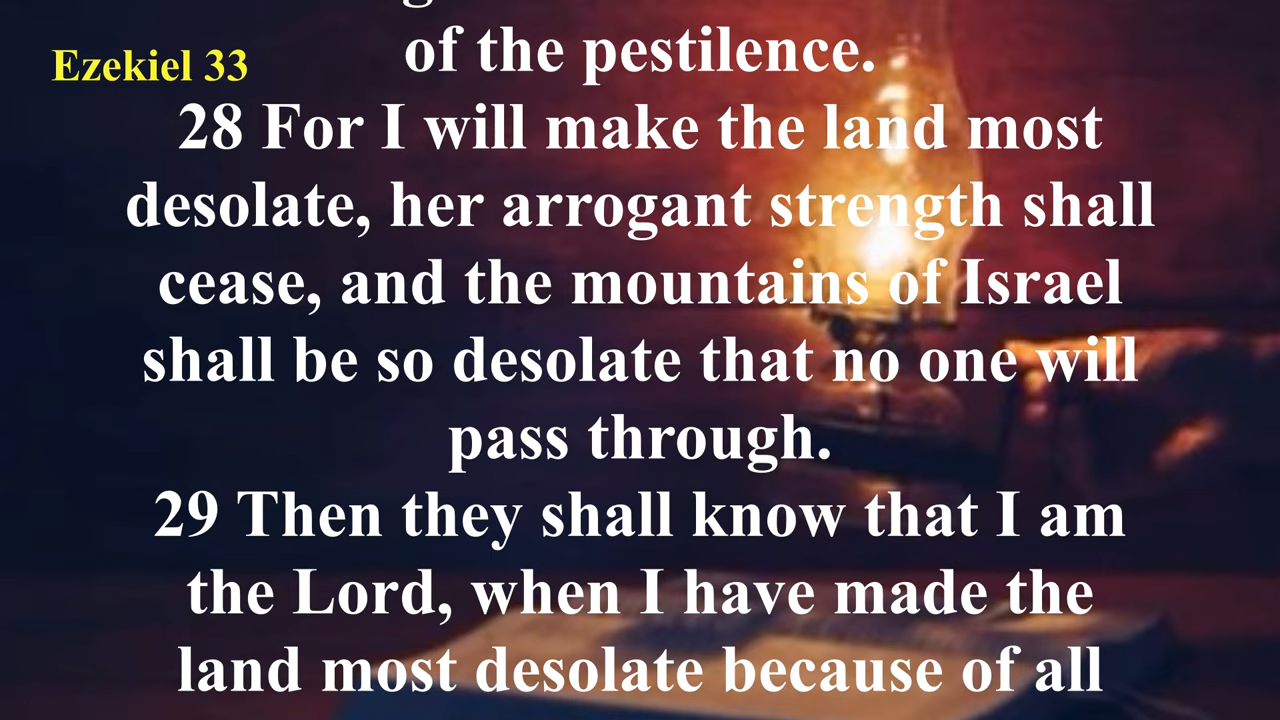 Ezekiel 33
of the pestilence.
28 For I will make the land most
desolate, her arrogant strength shall
cease, and the mountains of Israel
shall be so desolate that no one will
pass through.
29 Then they shall know that I am
the Lord, when I have made the
land most desolate because of all